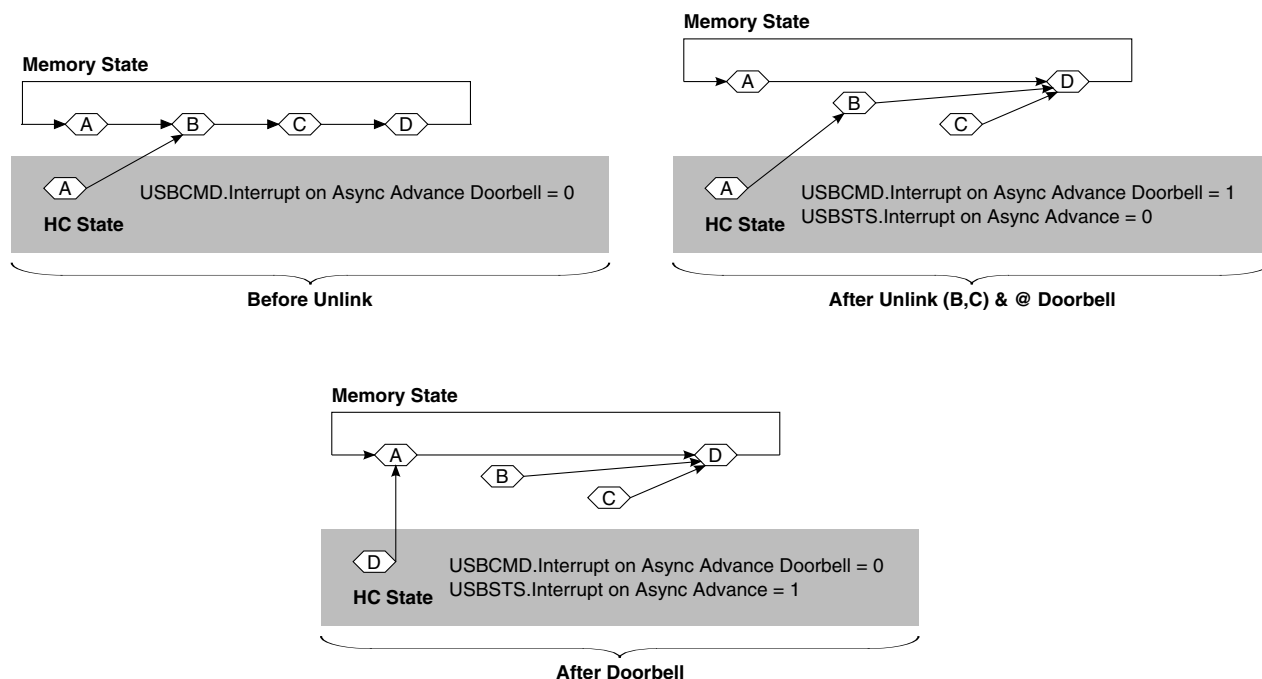 Memory State
A B C D
A
USBCMD.Interrupt on Async Advance Doorbell = 0
HC State
Before Unlink
Memory State
A
D
B
C
A
USBCMD.Interrupt on Async Advance Doorbell = 1
USBSTS.Interrupt on Async Advance = 0
HC State
After Unlink (B,C) & @ Doorbell
Memory State
A
D
B
C
D
USBCMD.Interrupt on Async Advance Doorbell = 0
USBSTS.Interrupt on Async Advance = 1
HC State
After Doorbell